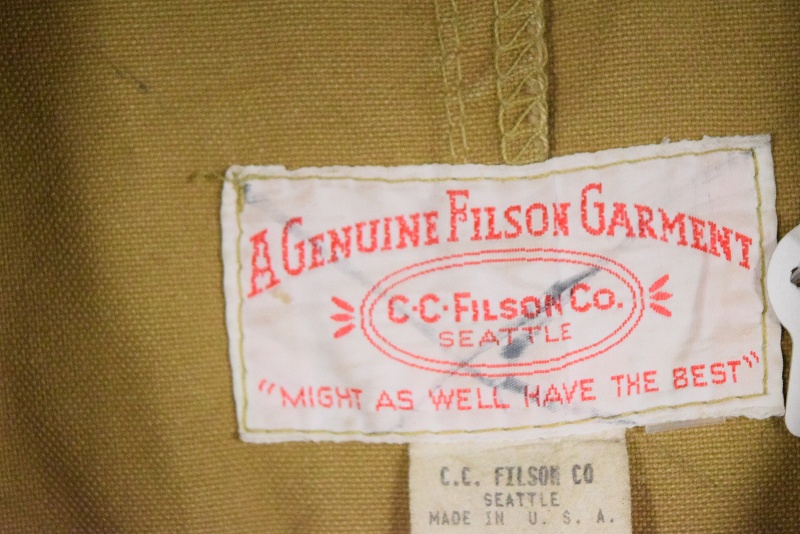 A GENUINE FILSON GARMENT
C·C·FILSON CO.
SEATTLE
"MIGHT AS WELL HAVE THE BEST"
C.C. FILSON CO
SEATTLE
MADE IN U. S. A.